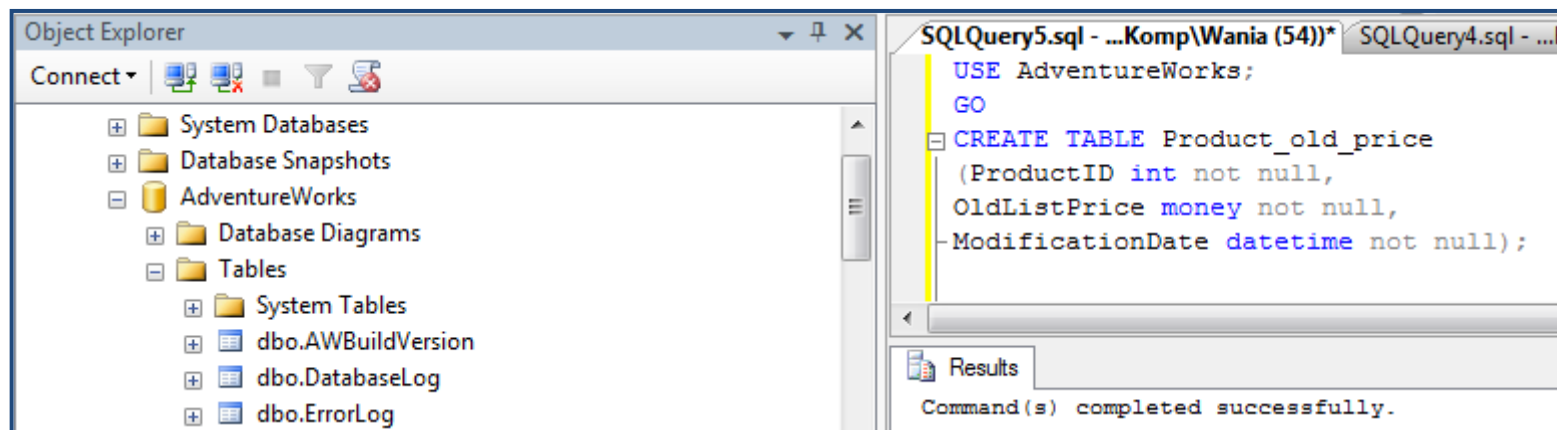 Object Explorer
Connect
System Databases
Database Snapshots
AdventureWorks
Database Diagrams
Tables
System Tables
dbo.AWBuildVersion
dbo.DatabaseLog
dbo.ErrorLog
SQLQuery5.sql - ...Komp\Wania (54))* SQLQuery4.sql - ...
USE AdventureWorks;
GO
CREATE TABLE Product_old_price
(ProductID int not null,
OldListPrice money not null,
ModificationDate datetime not null);
Results
Command(s) completed successfully.